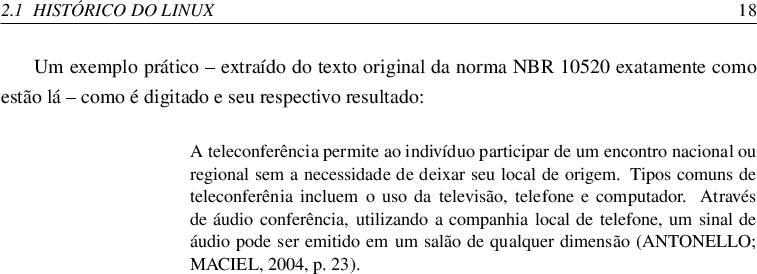 2.1 HISTÓRICO DO LINUX 18
Um exemplo prático – extraído do texto original da norma NBR 10520 exatamente como
estão lá – como é digitado e seu respectivo resultado:
A teleconferência permite ao indivíduo participar de um encontro nacional ou
regional sem a necessidade de deixar seu local de origem. Tipos comuns de
teleconferênia incluem o uso da televisão, telefone e computador. Através
de áudio conferência, utilizando a companhia local de telefone, um sinal de
áudio pode ser emitido em um salão de qualquer dimensão (ANTONELLO;
MACIEL, 2004, p. 23).